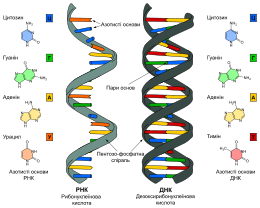 Цитозин
Ц
Гуанін
Г
Аденін
А
Урацил
У
Азотисті основи
РНК
Азотисті основи
Пари основ
Пентозо-фосфатна
спіраль
РНК
Рибонуклеїнова
кислота
ДНК
Дезоксирибонуклеїнова
кислота
Цитозин
Ц
Гуанін
Г
Аденін
А
Тимін
Азотисті основи
ДНК